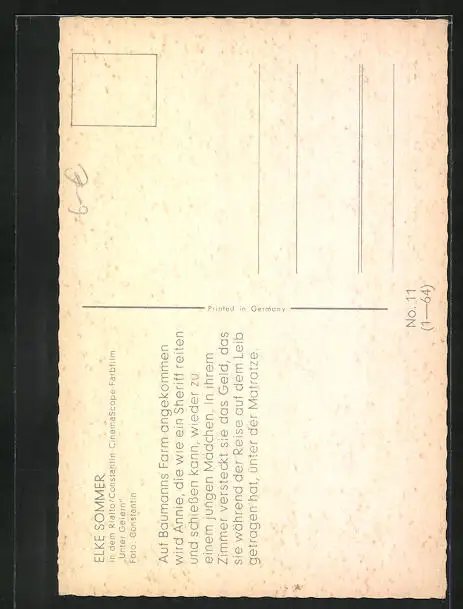 ELKE SOMMER
in dem Rialto/Constantin-CinemaScope-Farbfilm
„Unter Geiern"
Foto: Constantin
Auf Baumanns Farm angekommen
wird Annie, die wie ein Sheriff reiten
und schießen kann, wieder zu
einem jungen Mädchen. In ihrem
Zimmer versteckt sie das Geld, das
sie während der Reise auf dem Leib
getragen hat, unter der Matratze.
Printed in Germany
No. 11
(1—64)